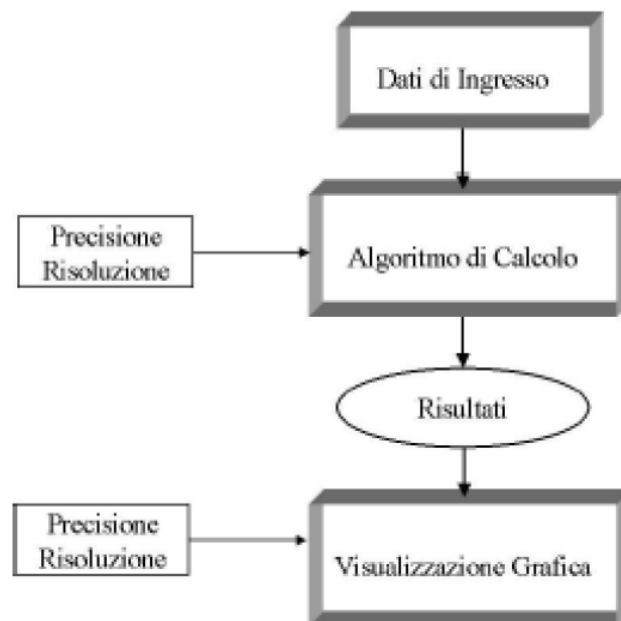 Dati di Ingresso
Precisione
Risoluzione
Algoritmo di Calcolo
Risultati
Precisione
Risoluzione
Visualizzazione Grafica